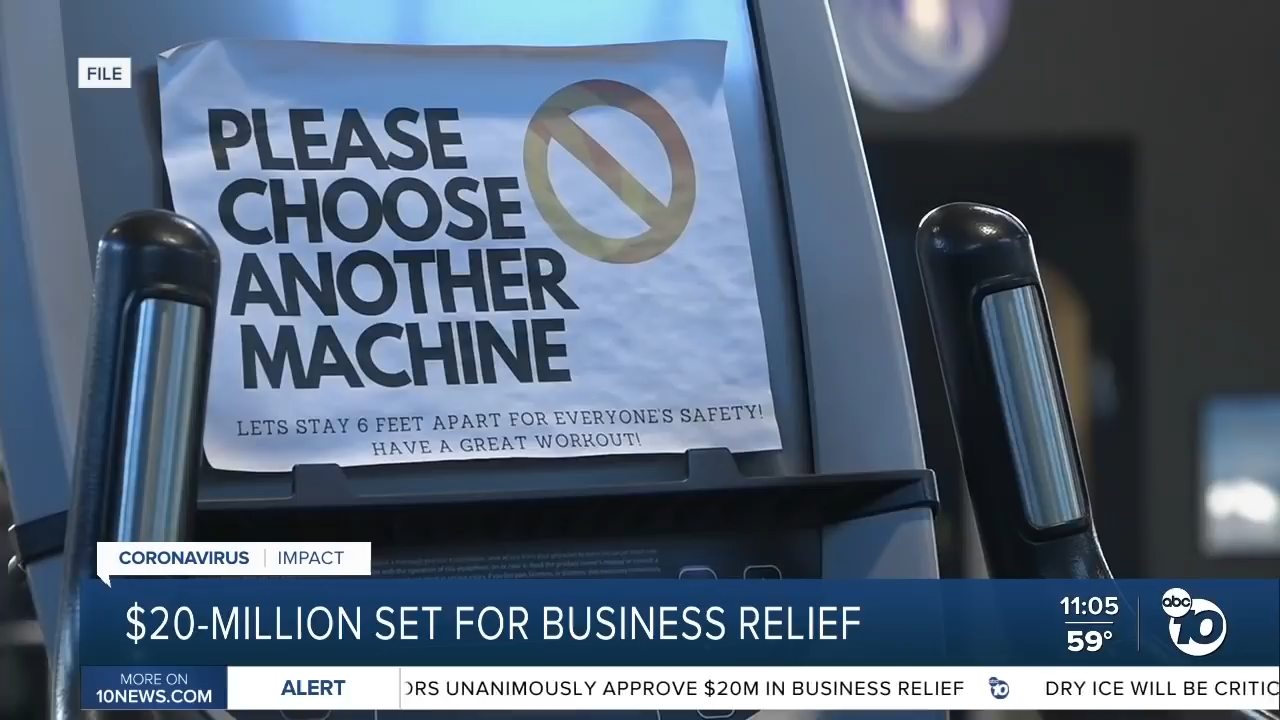 FILE
PLEASE
CHOOSE
ANOTHER
MACHINE
LETS STAY 6 FEET APART FOR EVERYONE'S SAFETY!
HAVE A GREAT WORKOUT!
CORONAVIRUS | IMPACT
$20-MILLION SET FOR BUSINESS RELIEF
11:05
59°
abc
10
MORE ON
10NEWS.COM
ALERT
ORS UNANIMOUSLY APPROVE $20M IN BUSINESS RELIEF
DRY ICE WILL BE CRITIC